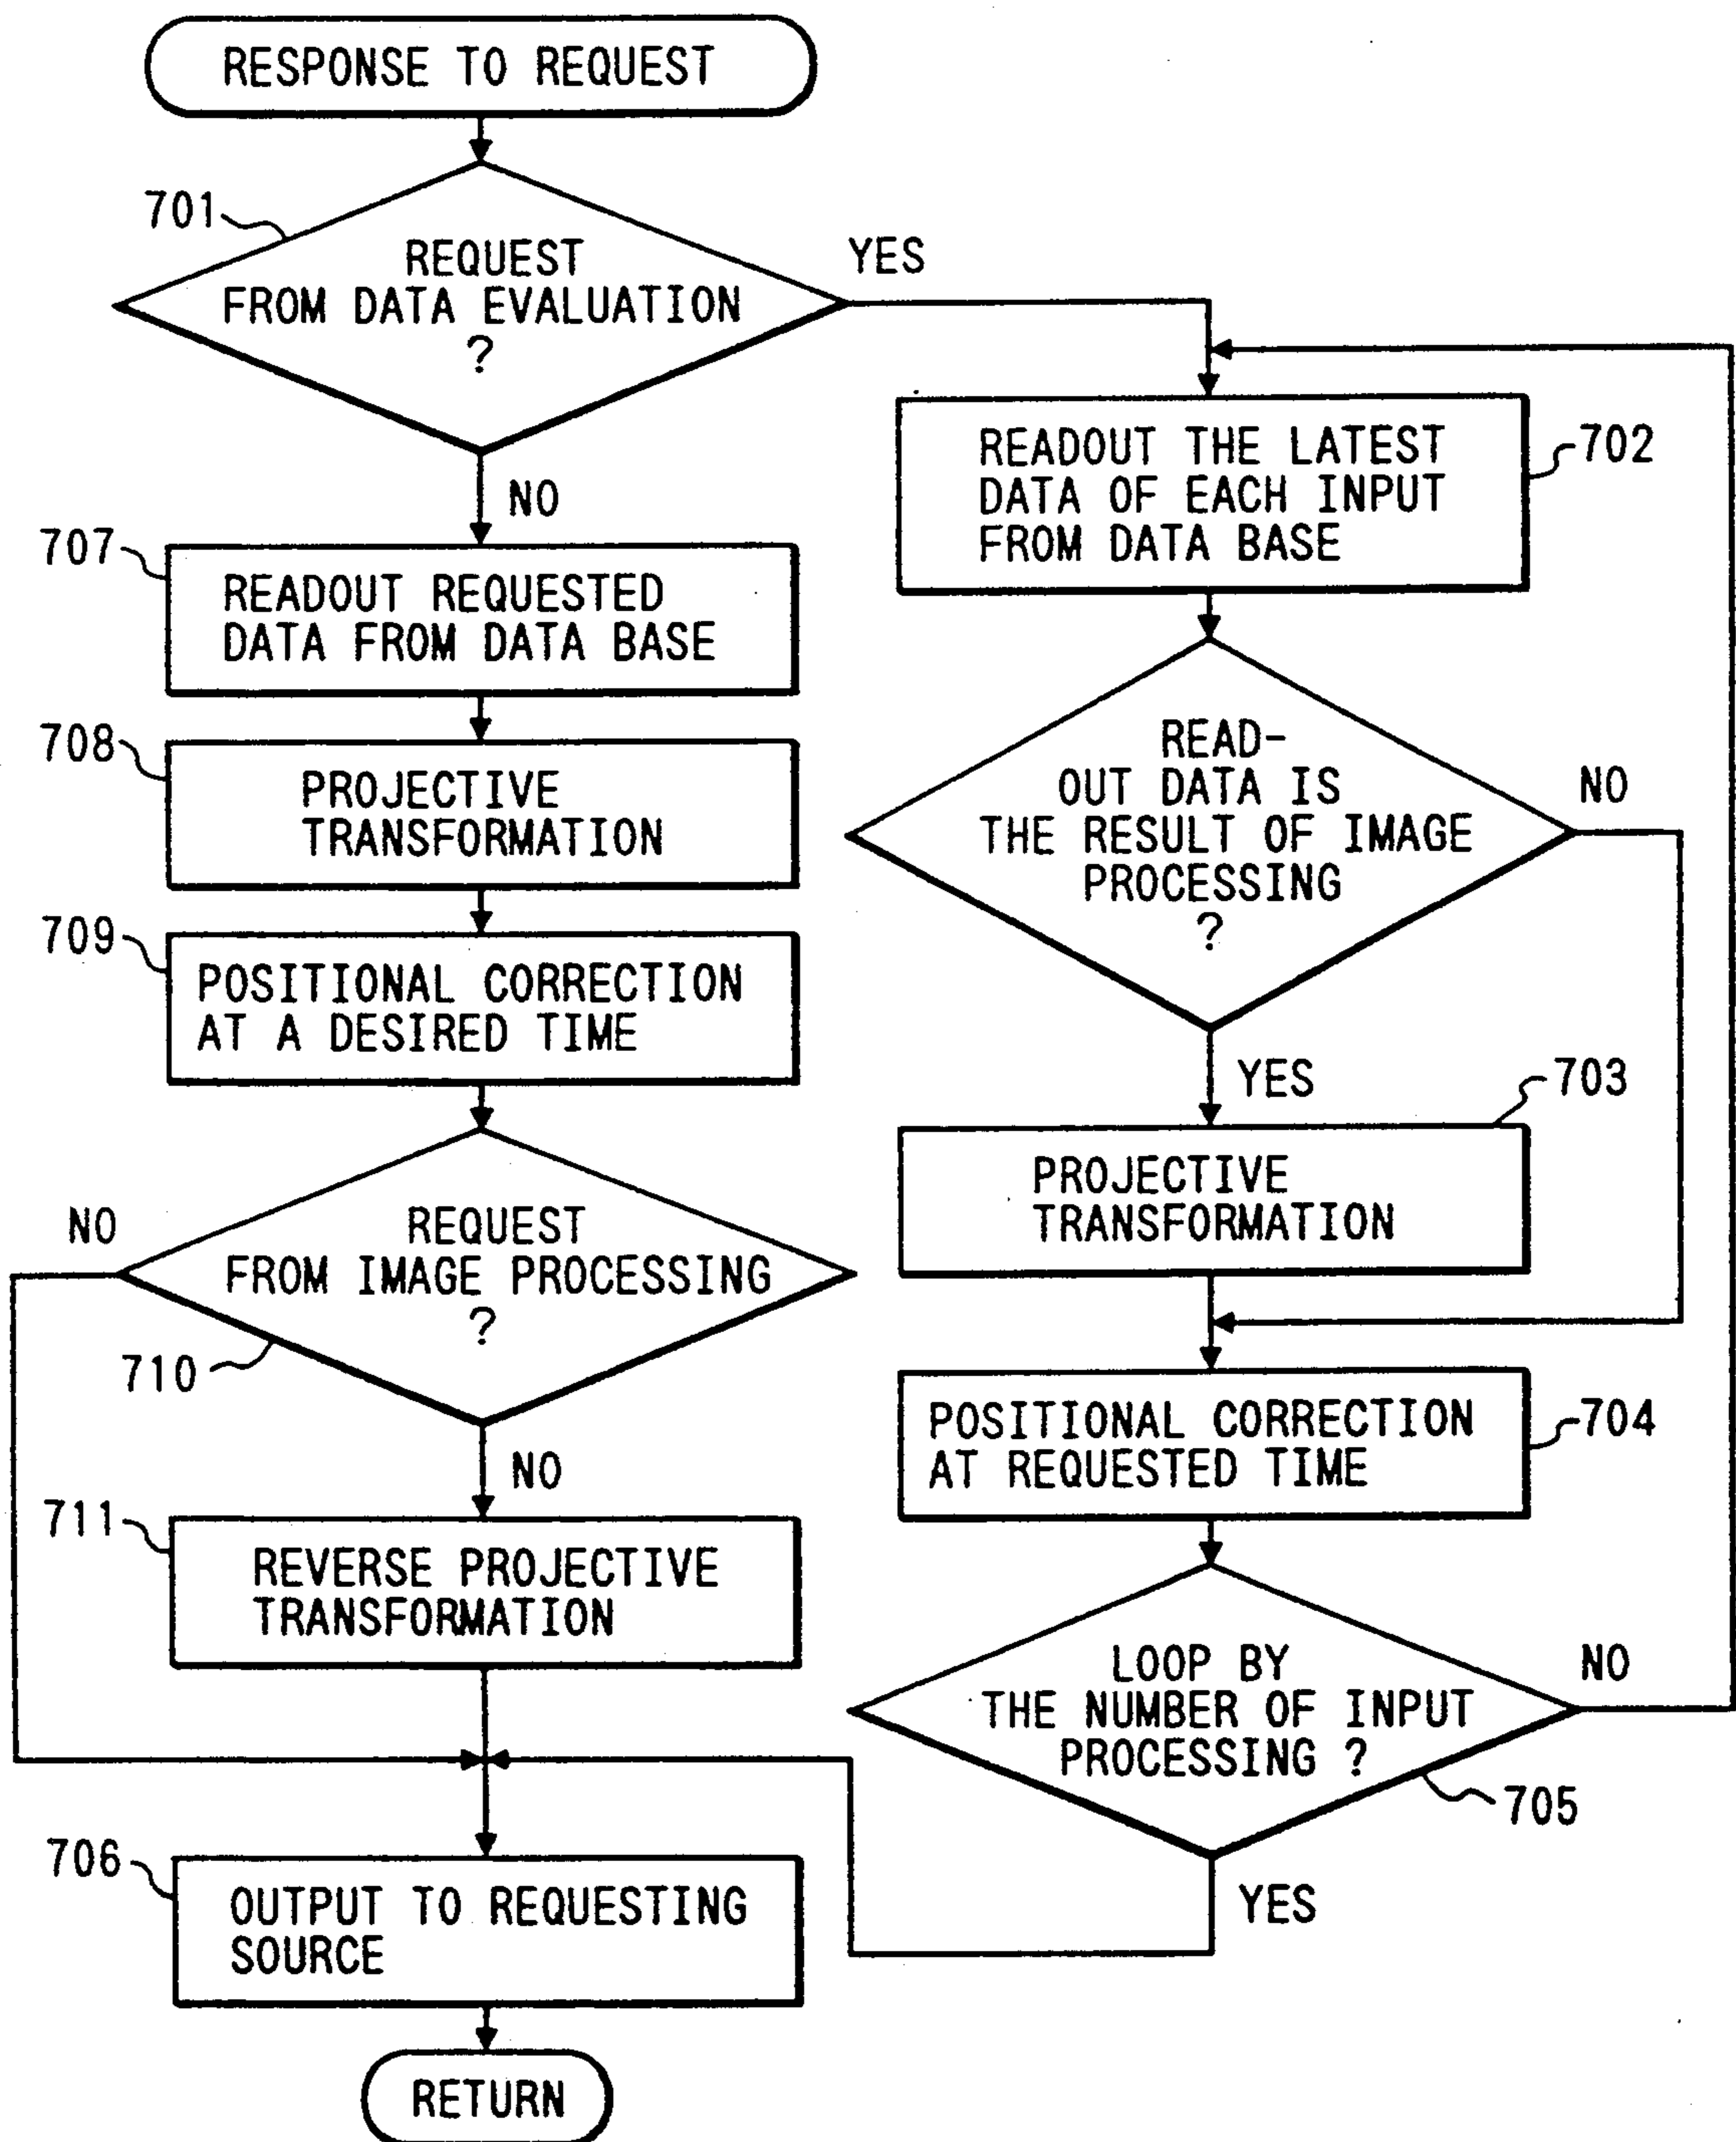 RESPONSE TO REQUEST
701
REQUEST
FROM DATA EVALUATION
?
YES
NO
707
READOUT REQUESTED
DATA FROM DATA BASE
708
PROJECTIVE
TRANSFORMATION
709
POSITIONAL CORRECTION
AT A DESIRED TIME
NO
REQUEST
FROM IMAGE PROCESSING
?
710
NO
711
REVERSE PROJECTIVE
TRANSFORMATION
706
OUTPUT TO REQUESTING
SOURCE
RETURN
READOUT THE LATEST
DATA OF EACH INPUT
FROM DATA BASE
702
READ-
OUT DATA IS
THE RESULT OF IMAGE
PROCESSING
?
NO
YES
703
PROJECTIVE
TRANSFORMATION
POSITIONAL CORRECTION
AT REQUESTED TIME
704
LOOP BY
THE NUMBER OF INPUT
PROCESSING ?
NO
705
YES